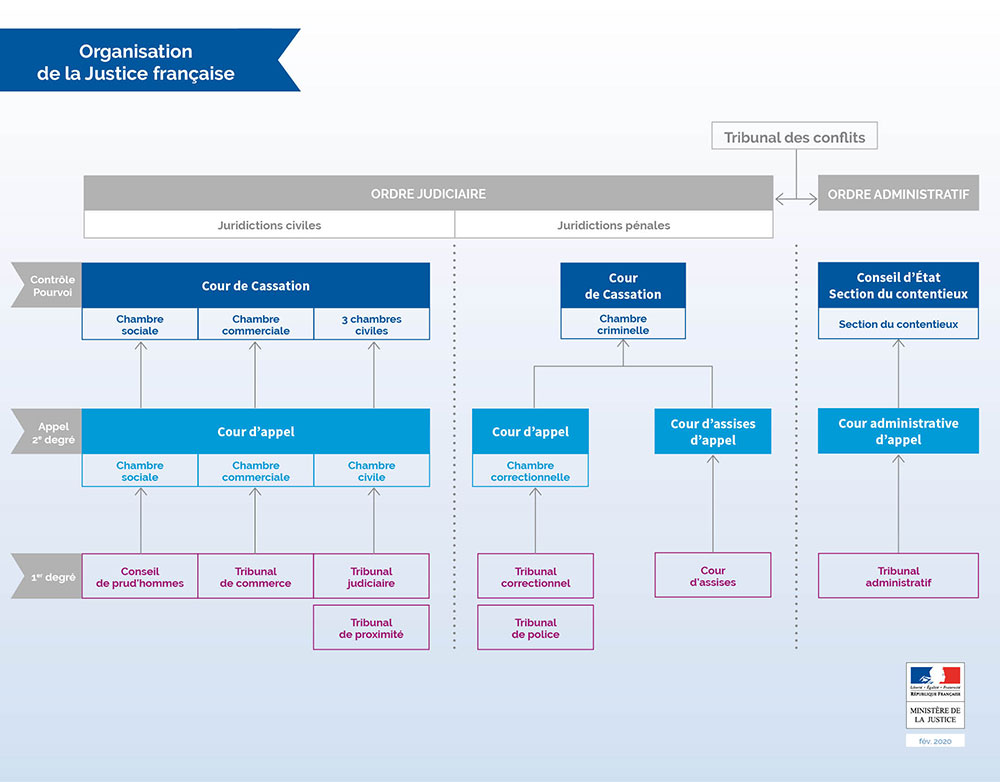 Organisation
de la Justice française
Tribunal des conflits
ORDRE JUDICIAIRE
ORDRE ADMINISTRATIF
Juridictions civiles
Juridictions pénales
Contrôle
Pourvoi
Cour de Cassation
Chambre
sociale
Chambre
commerciale
3 chambres
civiles
Cour
de Cassation
Chambre
criminelle
Conseil d'État
Section du contentieux
Section du contentieux
Appel
2e degré
Cour d'appel
Chambre
sociale
Chambre
commerciale
Chambre
civile
Cour d'appel
Chambre
correctionnelle
Cour d'assises
d'appel
Cour administrative
d'appel
1er degré
Conseil
de prud'hommes
Tribunal
de commerce
Tribunal
judiciaire
Tribunal
de proximité
Tribunal
correctionnel
Tribunal
de police
Cour
d'assises
Tribunal
administratif
Liberté • Égalité • Fraternité
RÉPUBLIQUE FRANÇAISE
MINISTÈRE DE
LA JUSTICE
fév. 2020